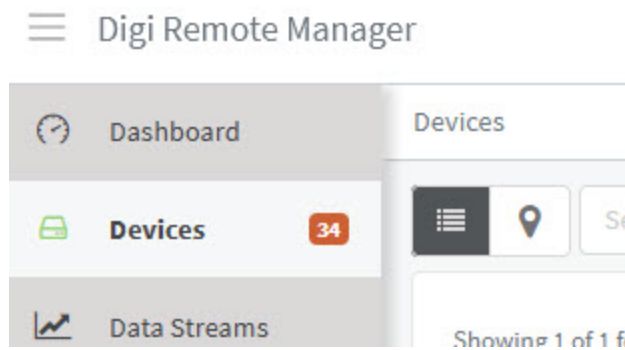 Digi Remote Manager
Dashboard
Devices
Devices 34
Data Streams
Showing 1 of 1